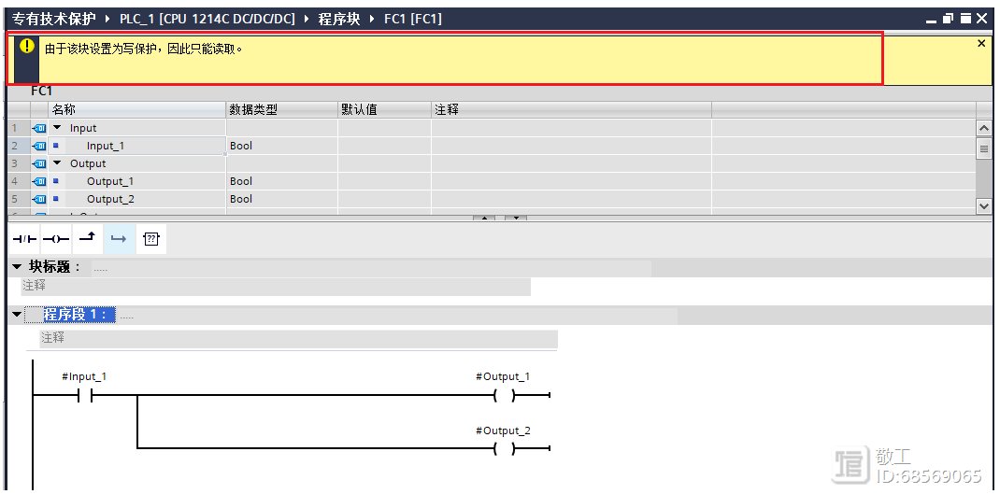 专有技术保护 ▸ PLC_1 [CPU 1214C DC/DC/DC] ▸ 程序块 ▸ FC1 [FC1]
由于该块设置为写保护，因此只能读取。
FC1
名称 数据类型 默认值 注释
1 Input
2 Input_1 Bool
3 Output
4 Output_1 Bool
5 Output_2 Bool
??
块标题： .....
注释
程序段 1： .....
注释
#Input_1 #Output_1
#Output_2
敬工
ID:68569065